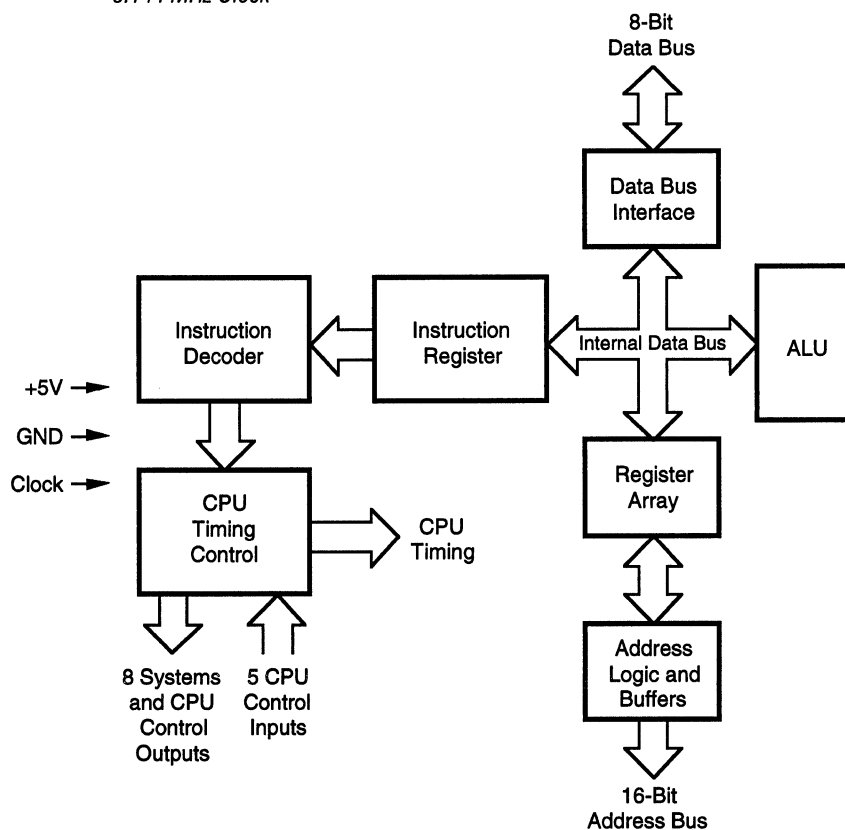 8-Bit
Data Bus
Data Bus
Interface
Instruction
Decoder
Instruction
Register
Internal Data Bus
ALU
+5V
GND
Clock
CPU
Timing
Control
CPU
Timing
Register
Array
8 Systems
and CPU
Control
Outputs
5 CPU
Control
Inputs
Address
Logic and
Buffers
16-Bit
Address Bus